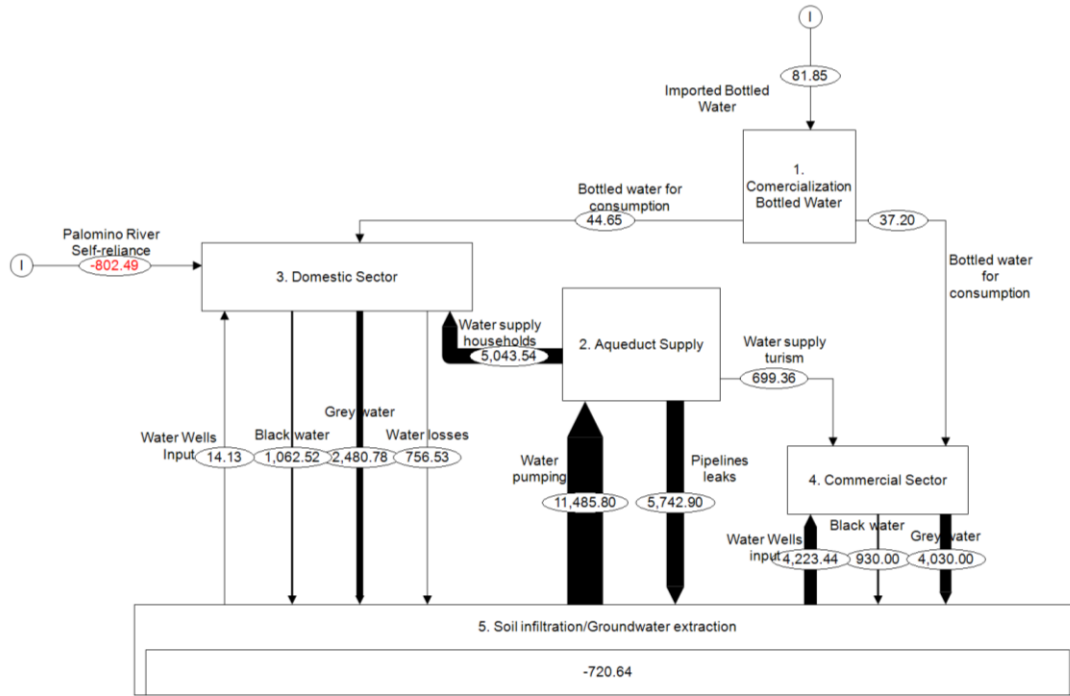 I
81.85
Imported Bottled
Water
1.
Comercialization
Bottled Water
Bottled water for
consumption
44.65
37.20
Palomino River
Self-reliance
I
-802.49
3. Domestic Sector
Bottled water
for
consumption
Water supply
households
5,043.54
2. Aqueduct Supply
Water supply
turism
699.36
Water Wells
Input
14.13
Black water
1,062.52
Grey water
2,480.78
Water losses
756.53
Water
pumping
11,485.80
Pipelines
leaks
5,742.90
4. Commercial Sector
Water Wells
input
4,223.44
Black water
930.00
Grey water
4,030.00
5. Soil infiltration/Groundwater extraction
-720.64